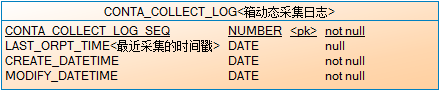 CONTA_COLLECT_LOG<箱动态采集日志>
CONTA_COLLECT_LOG_SEQ NUMBER <pk> not null
LAST_ORPT_TIME<最近采集的时间戳> DATE null
CREATE_DATETIME DATE not null
MODIFY_DATETIME DATE not null